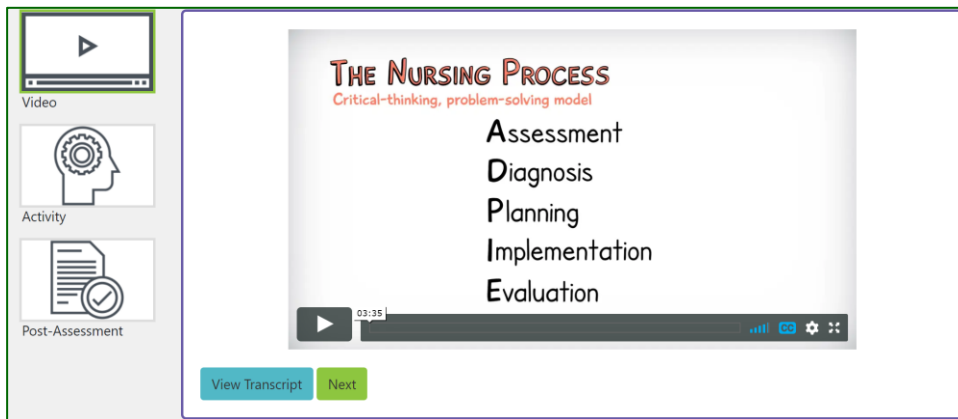 Video
Activity
Post-Assessment
THE NURSING PROCESS
Critical-thinking, problem-solving model
Assessment
Diagnosis
Planning
Implementation
Evaluation
03:35
CC
View Transcript
Next